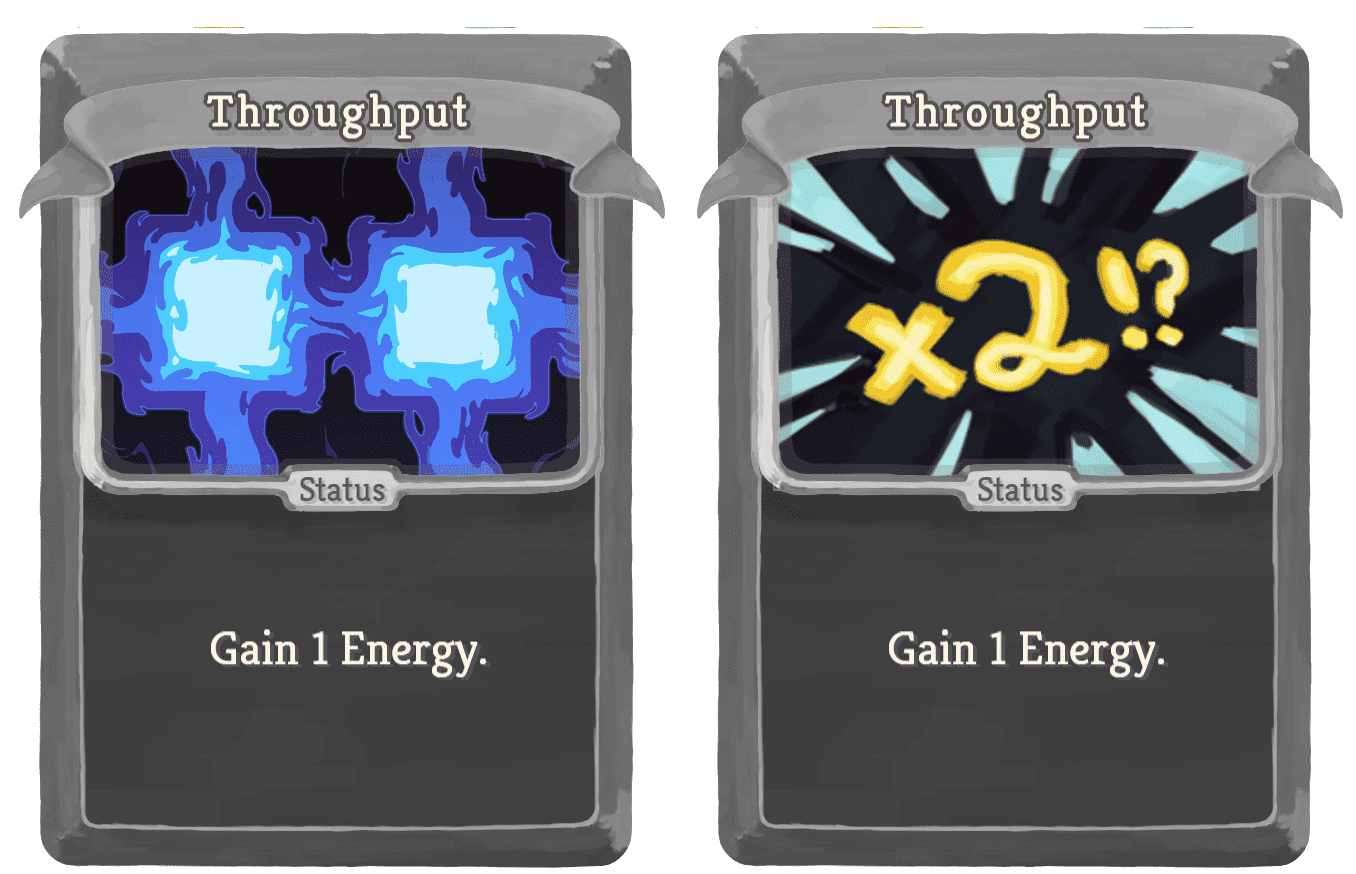 Throughput
Status
Gain 1 Energy.
Throughput
x2!?
Status
Gain 1 Energy.